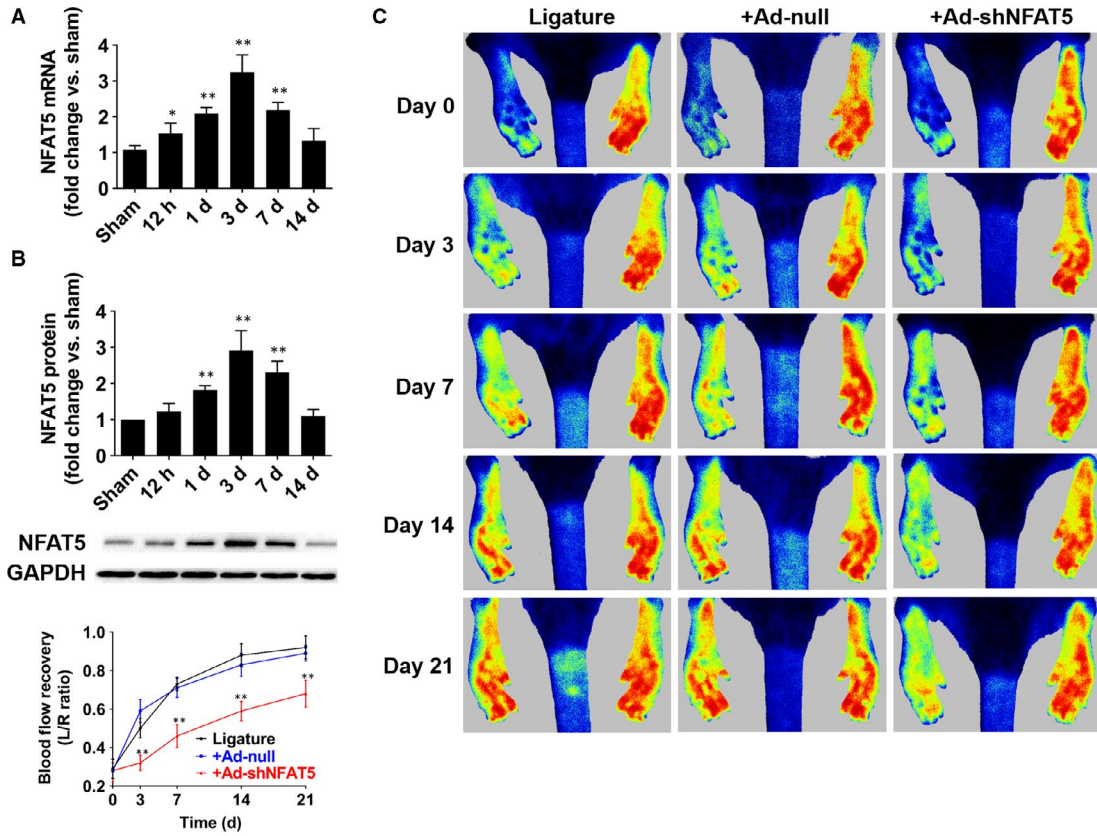 A
NFAT5 mRNA
(fold change vs. sham)
4
3
2
1
0
*
**
**
**
Sham
12 h
1 d
3 d
7 d
14 d
B
NFAT5 protein
(fold change vs. sham)
4
3
2
1
0
**
**
**
Sham
12 h
1 d
3 d
7 d
14 d
NFAT5
GAPDH
Blood flow recovery
(L/R ratio)
1.0
0.8
0.6
0.4
0.2
**
**
**
**
Ligature
+Ad-null
+Ad-shNFAT5
0
3
7
14
21
Time (d)
C
Ligature
+Ad-null
+Ad-shNFAT5
Day 0
Day 3
Day 7
Day 14
Day 21